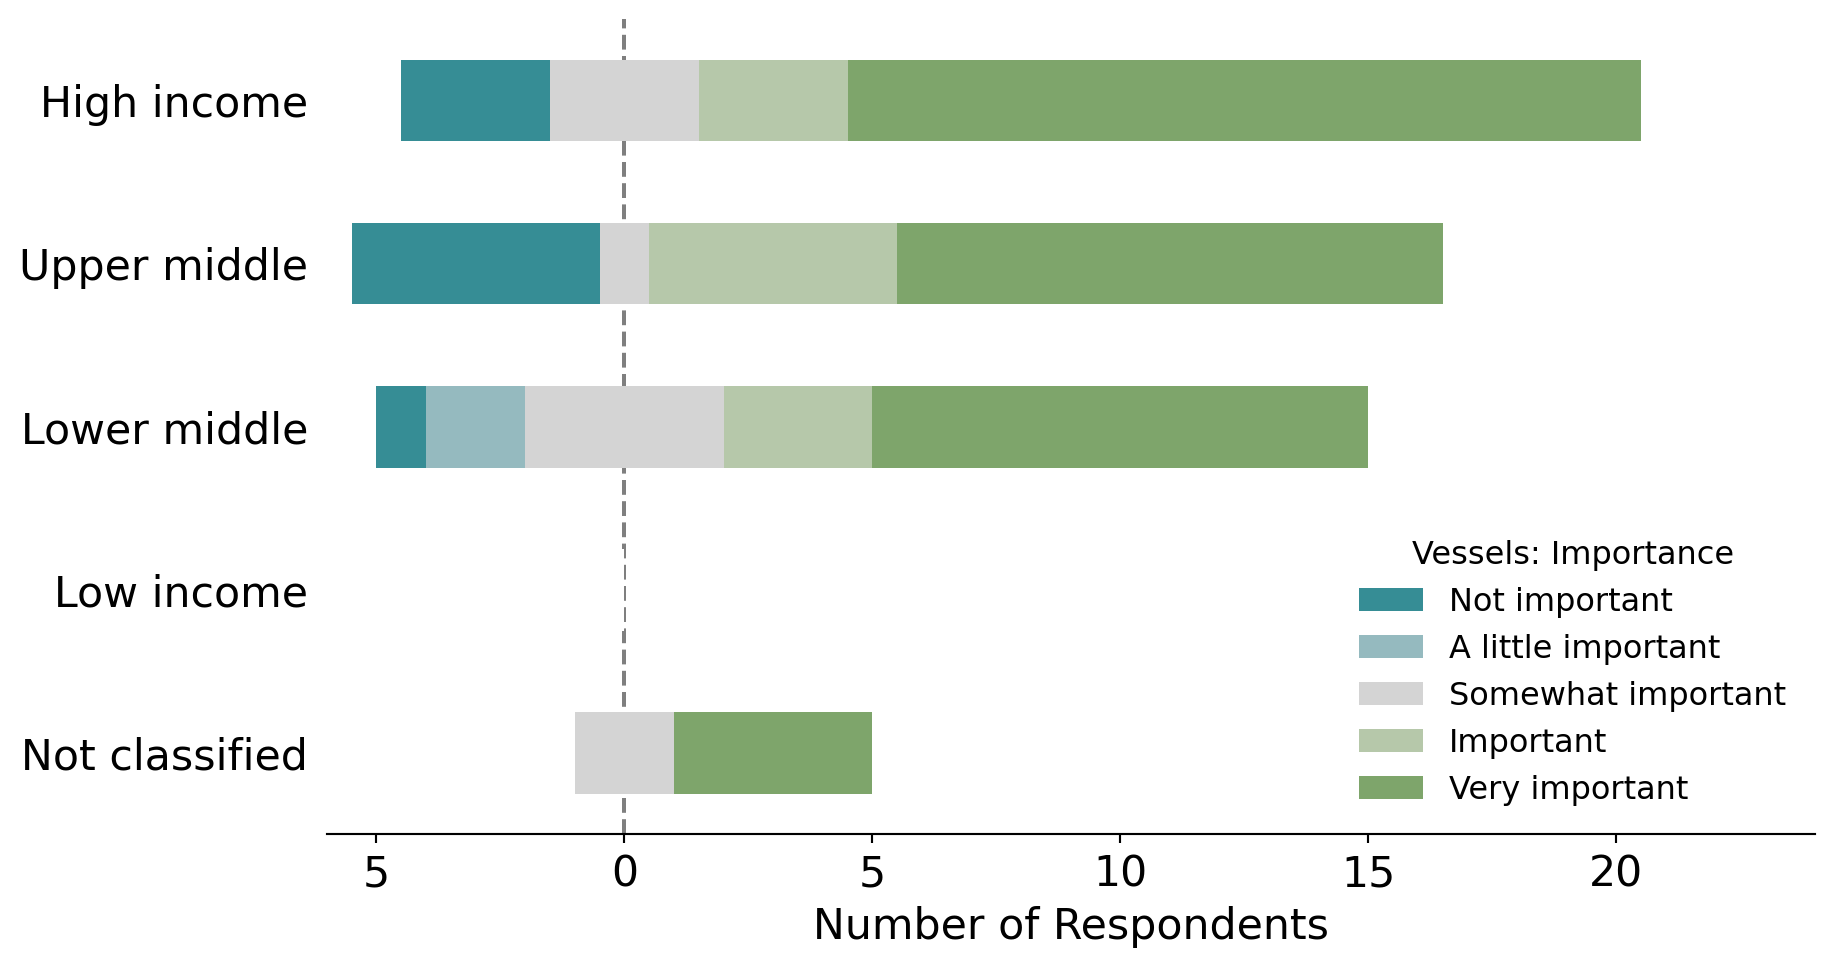 High income
Upper middle
Lower middle
Low income
Not classified
Vessels: Importance
Not important
A little important
Somewhat important
Important
Very important
5 0 5 10 15 20
Number of Respondents